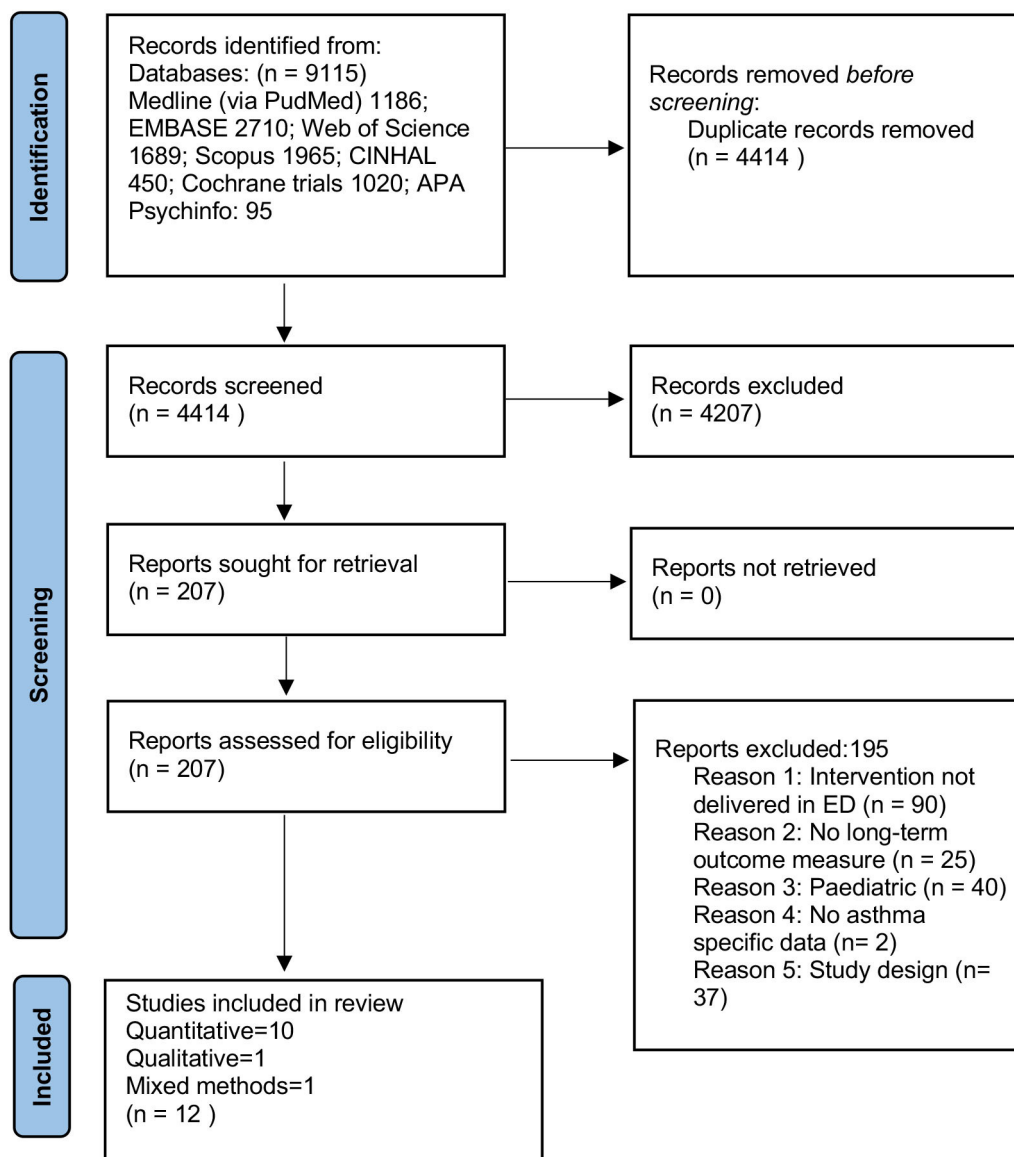 Identification
Records identified from:
Databases: (n = 9115)
Medline (via PudMed) 1186;
EMBASE 2710; Web of Science
1689; Scopus 1965; CINHAL
450; Cochrane trials 1020; APA
Psychinfo: 95
Records removed before
screening:
Duplicate records removed
(n = 4414 )
Screening
Records screened
(n = 4414 )
Records excluded
(n = 4207)
Reports sought for retrieval
(n = 207)
Reports not retrieved
(n = 0)
Reports assessed for eligibility
(n = 207)
Reports excluded:195
Reason 1: Intervention not
delivered in ED (n = 90)
Reason 2: No long-term
outcome measure (n = 25)
Reason 3: Paediatric (n = 40)
Reason 4: No asthma
specific data (n= 2)
Reason 5: Study design (n=
37)
Included
Studies included in review
Quantitative=10
Qualitative=1
Mixed methods=1
(n = 12 )